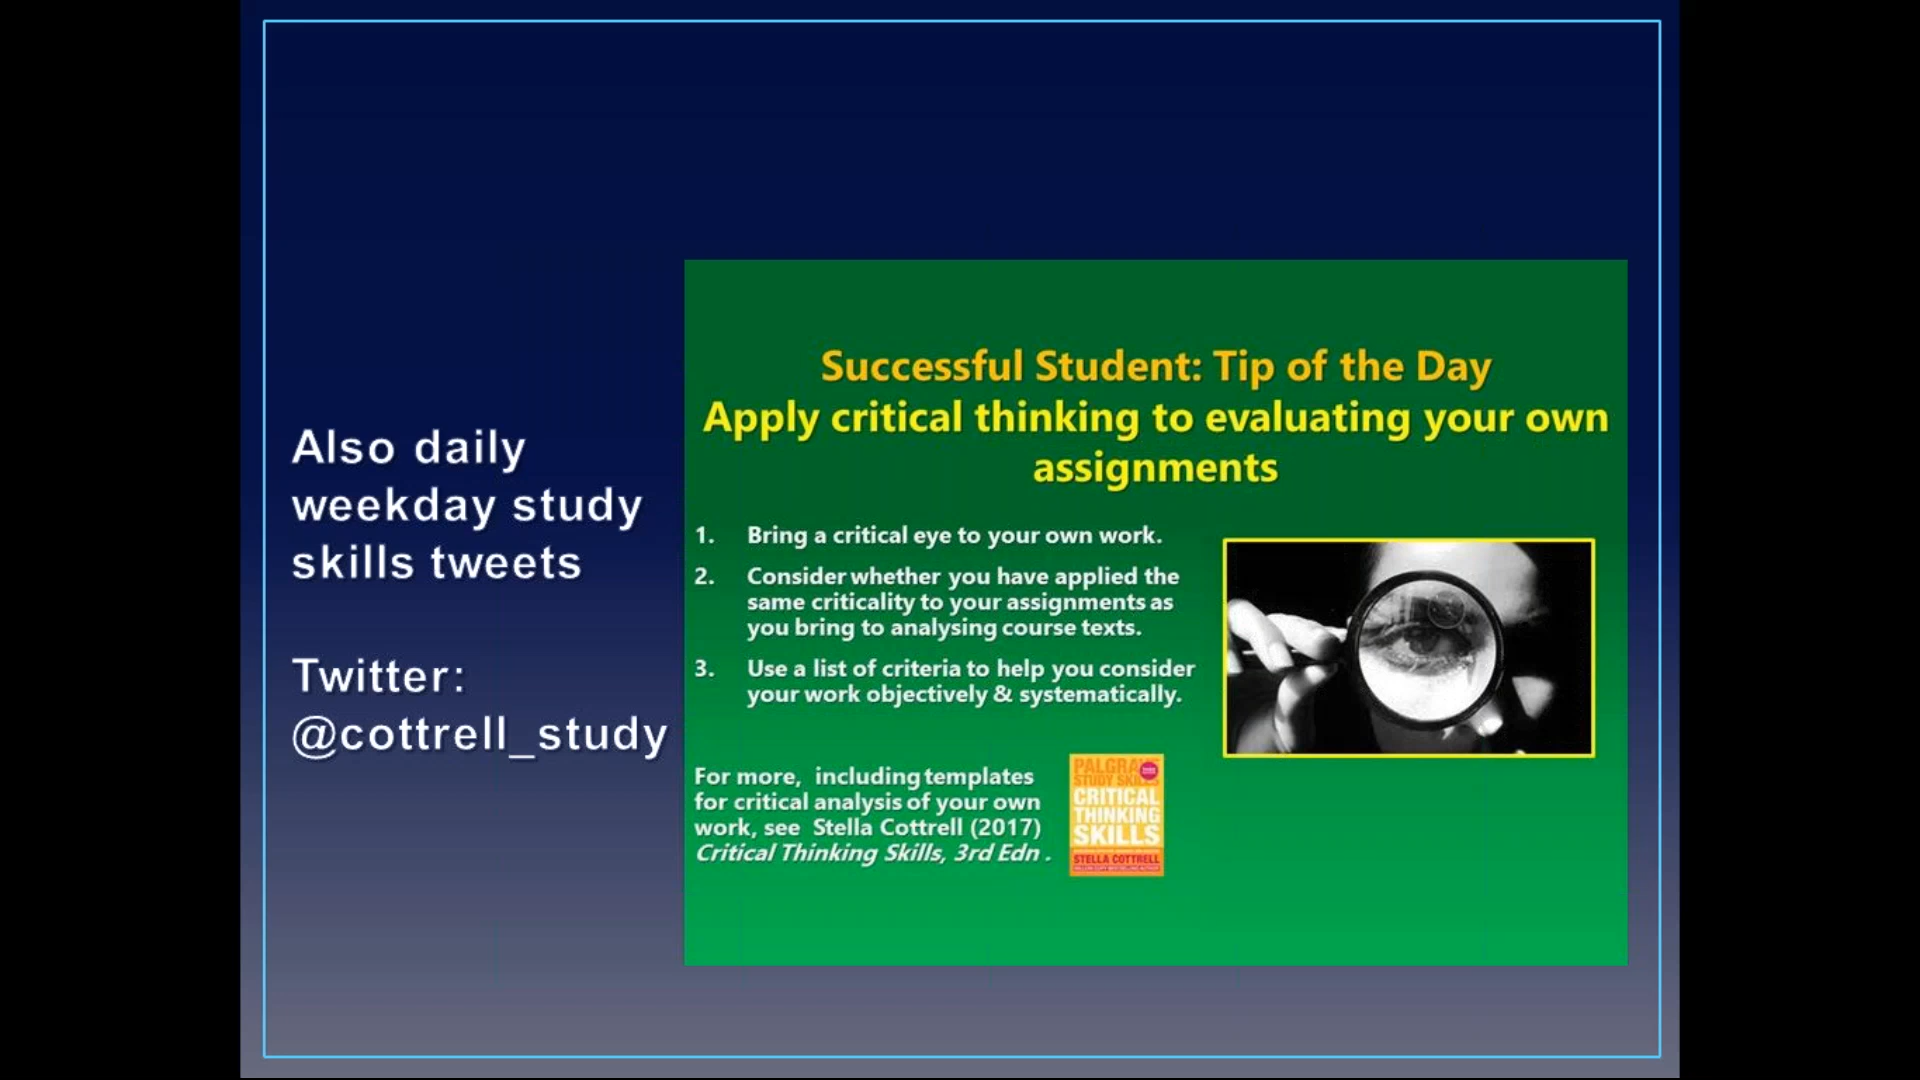 Also daily
weekday study
skills tweets
Twitter:
@cottrell_study
Successful Student: Tip of the Day
Apply critical thinking to evaluating your own
assignments
1. Bring a critical eye to your own work.
2. Consider whether you have applied the
same criticality to your assignments as
you bring to analysing course texts.
3. Use a list of criteria to help you consider
your work objectively & systematically.
For more, including templates
for critical analysis of your own
work, see Stella Cottrell (2017)
Critical Thinking Skills, 3rd Edn .
CRITICAL
THINKING
SKILLS
STELLA COTTRELL